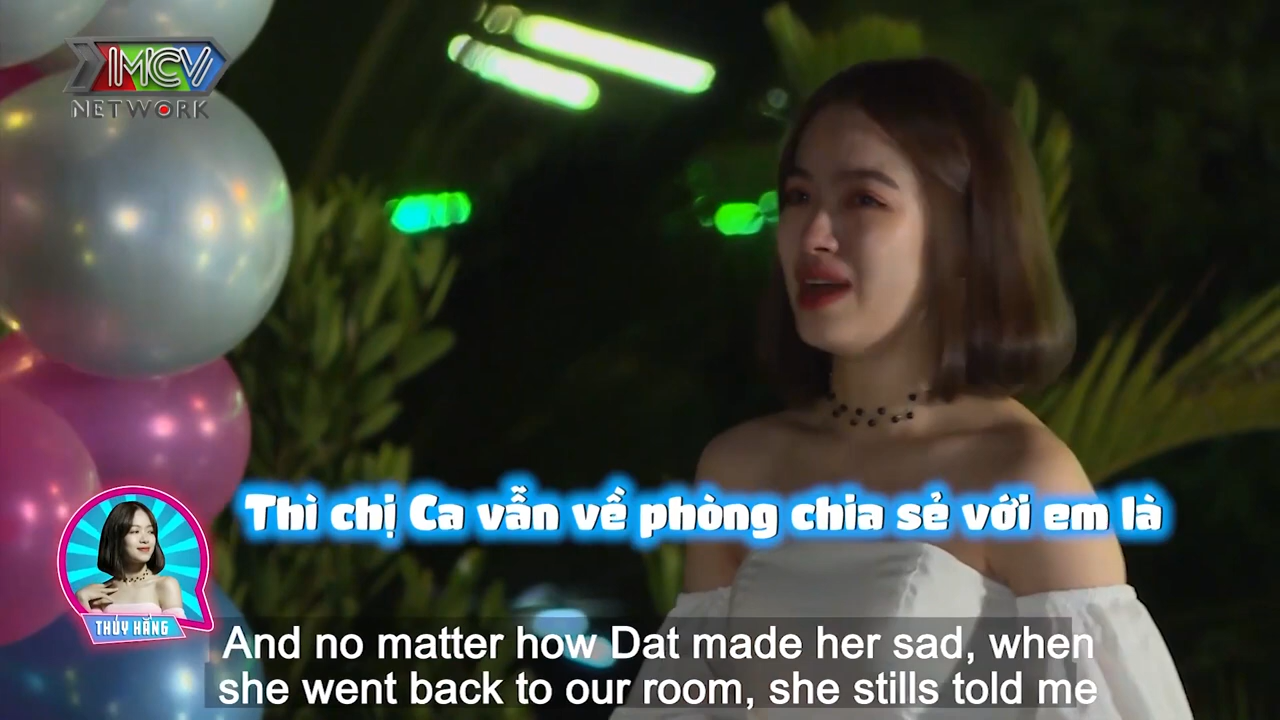 MCV
NETWORK
Thì chị Ca vẫn về phòng chia sẻ với em là
THÚY HẰNG
And no matter how Dat made her sad, when
she went back to our room, she stills told me